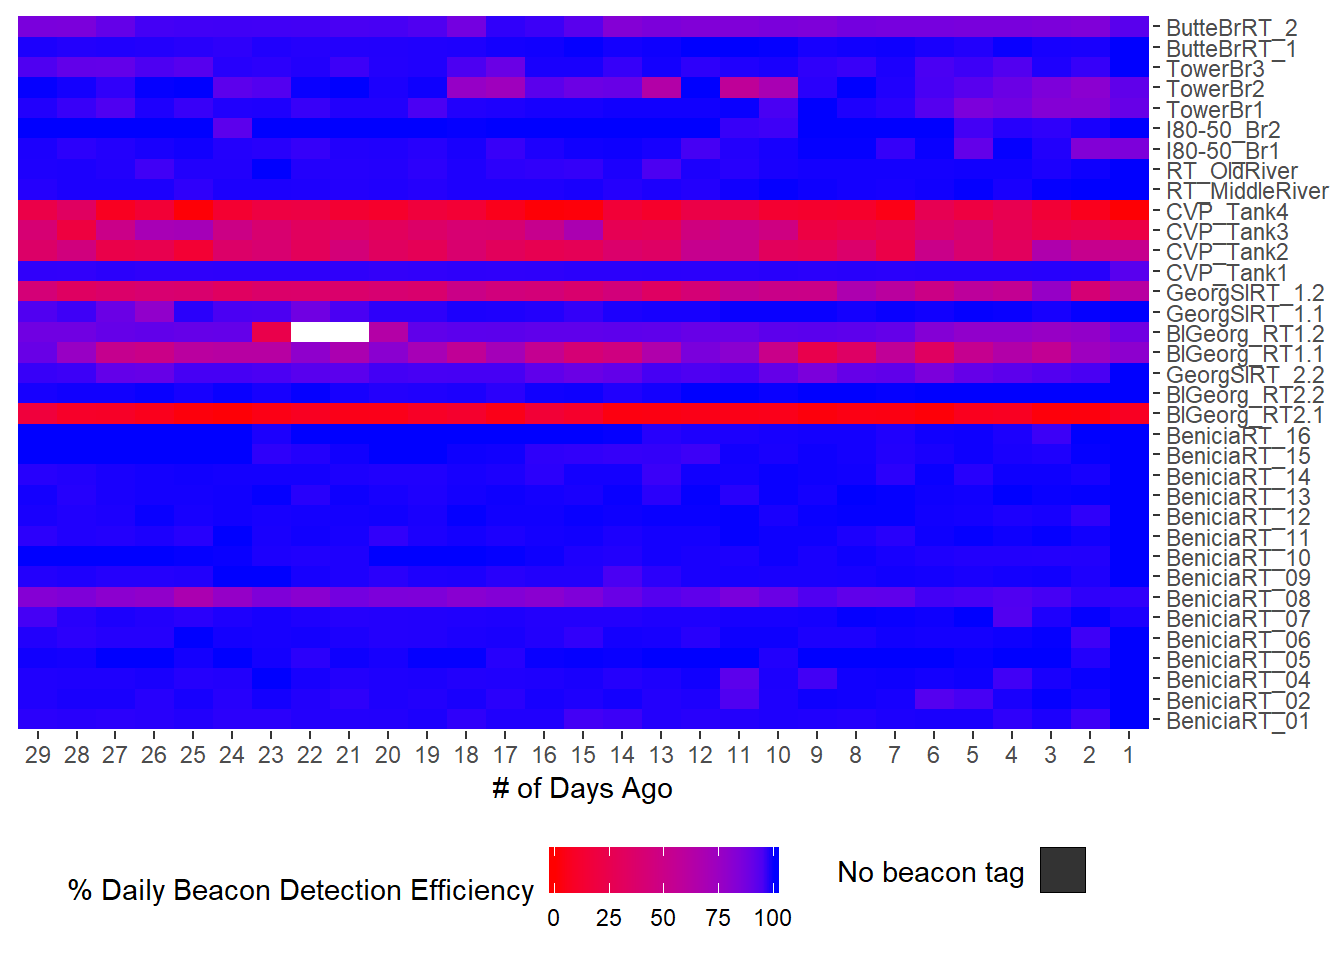 ButteBrRT_2
ButteBrRT_1
TowerBr3
TowerBr2
TowerBr1
I80-50_Br2
I80-50_Br1
RT_OldRiver
RT_MiddleRiver
CVP_Tank4
CVP_Tank3
CVP_Tank2
CVP_Tank1
GeorgSlRT_1.2
GeorgSlRT_1.1
BlGeorg_RT1.2
BlGeorg_RT1.1
GeorgSlRT_2.2
BlGeorg_RT2.2
BlGeorg_RT2.1
BeniciaRT_16
BeniciaRT_15
BeniciaRT_14
BeniciaRT_13
BeniciaRT_12
BeniciaRT_11
BeniciaRT_10
BeniciaRT_09
BeniciaRT_08
BeniciaRT_07
BeniciaRT_06
BeniciaRT_05
BeniciaRT_04
BeniciaRT_02
BeniciaRT_01
29 28 27 26 25 24 23 22 21 20 19 18 17 16 15 14 13 12 11 10 9 8 7 6 5 4 3 2 1
# of Days Ago
% Daily Beacon Detection Efficiency
0 25 50 75 100
No beacon tag